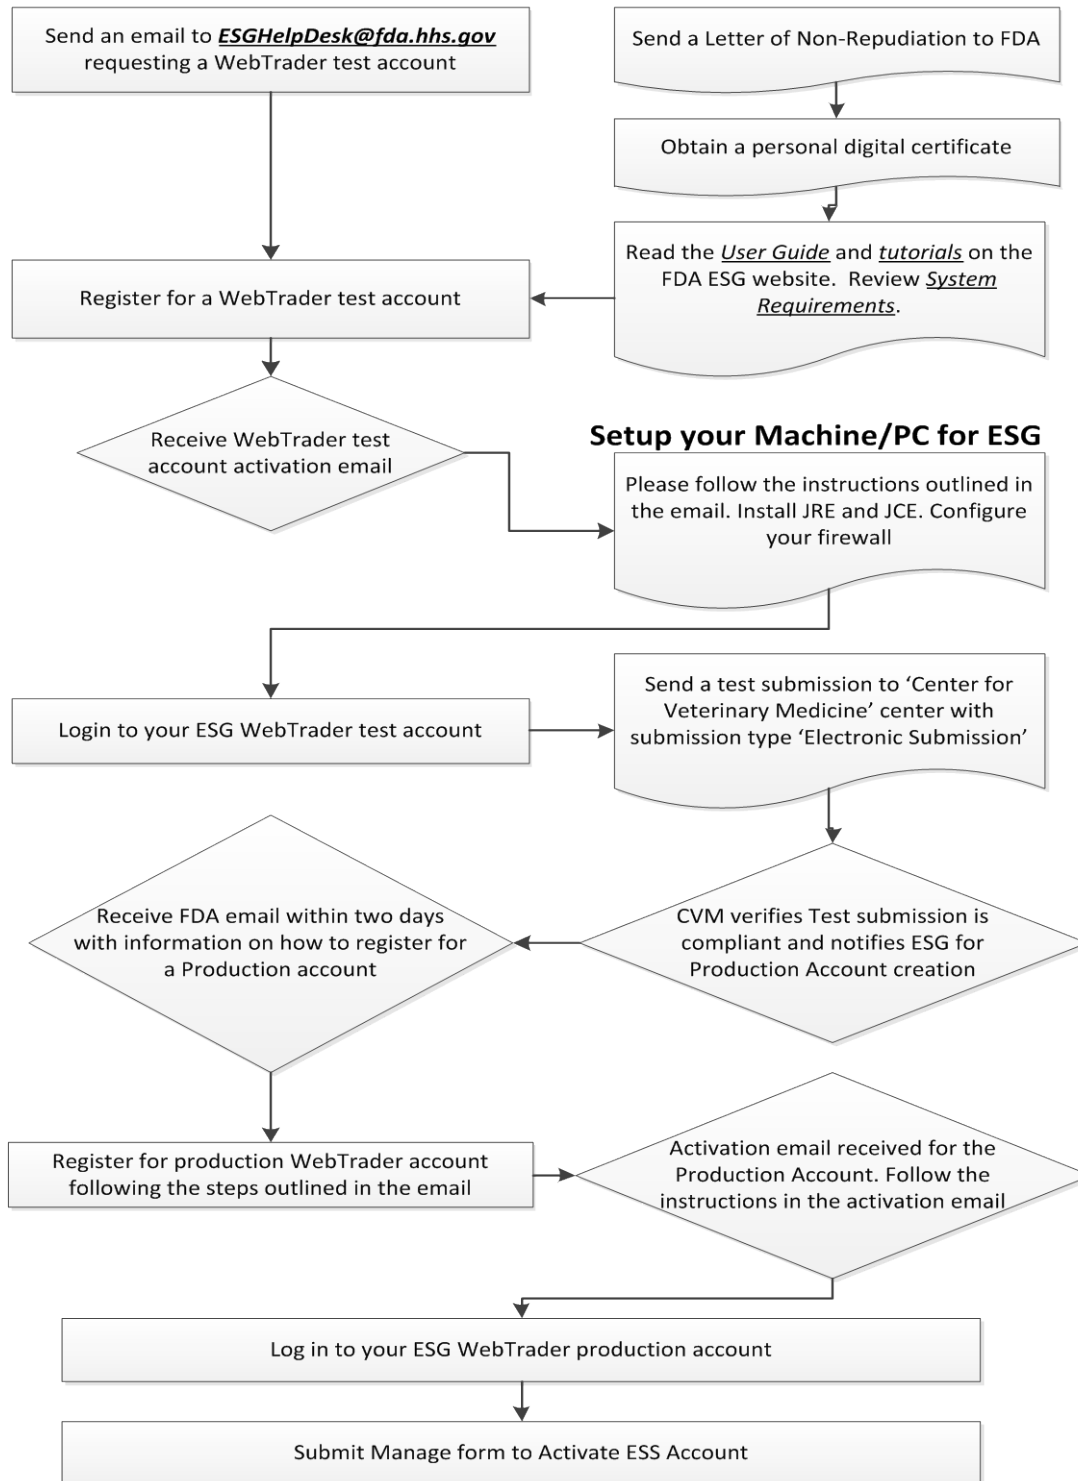 Send an email to ESGHelpDesk@fda.hhs.gov
requesting a WebTrader test account
Send a Letter of Non-Repudiation to FDA
Obtain a personal digital certificate
Read the User Guide and tutorials on the
FDA ESG website.  Review System
Requirements.
Register for a WebTrader test account
Receive WebTrader test
account activation email
Setup your Machine/PC for ESG
Please follow the instructions outlined in
the email. Install JRE and JCE. Configure
your firewall
Login to your ESG WebTrader test account
Send a test submission to ‘Center for
Veterinary Medicine’ center with
submission type ‘Electronic Submission’
CVM verifies Test submission is
compliant and notifies ESG for
Production Account creation
Receive FDA email within two days
with information on how to register for
a Production account
Register for production WebTrader account
following the steps outlined in the email
Activation email received for the
Production Account. Follow the
instructions in the activation email
Log in to your ESG WebTrader production account
Submit Manage form to Activate ESS Account